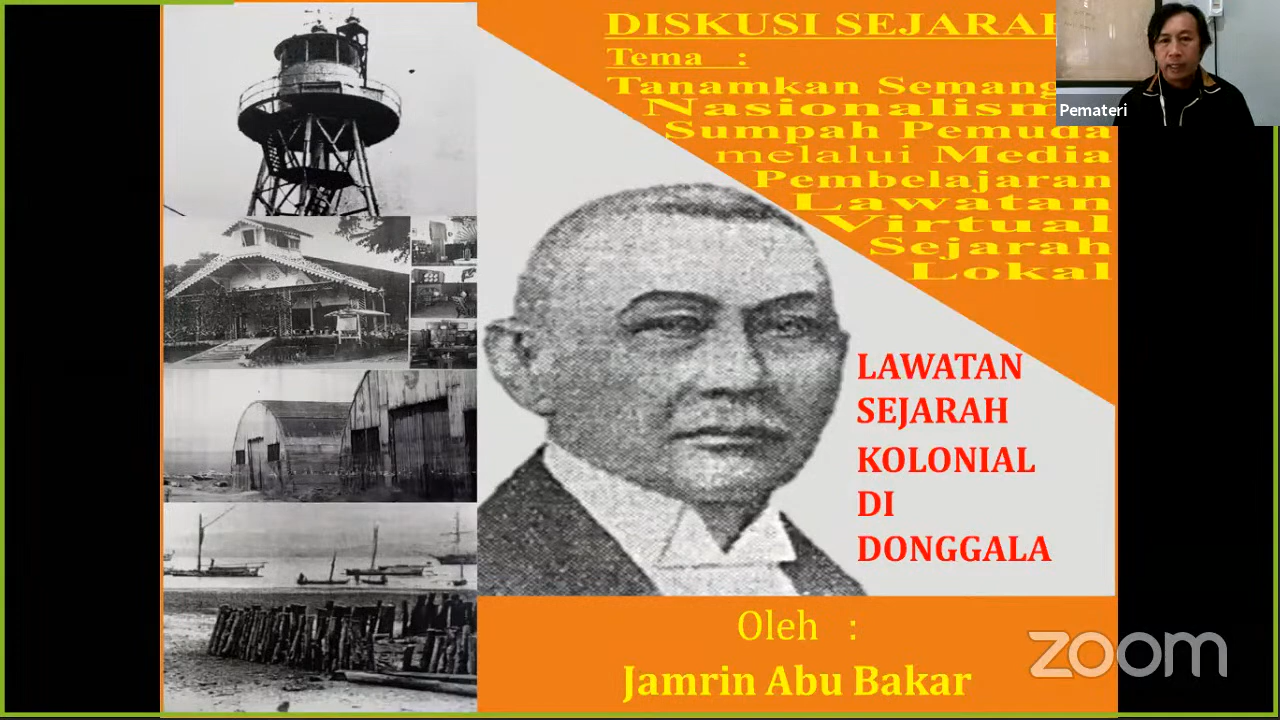 DISKUSI SEJARAH
Tema :
Tanamkan Semang
Nasionalism
Sumpah Pemuda
melalui Media
Pembelajaran
Lawatan
Virtual
Sejarah
Lokal
Pemateri
LAWATAN
SEJARAH
KOLONIAL
DI
DONGGALA
Oleh :
Jamrin Abu Bakar
zoom